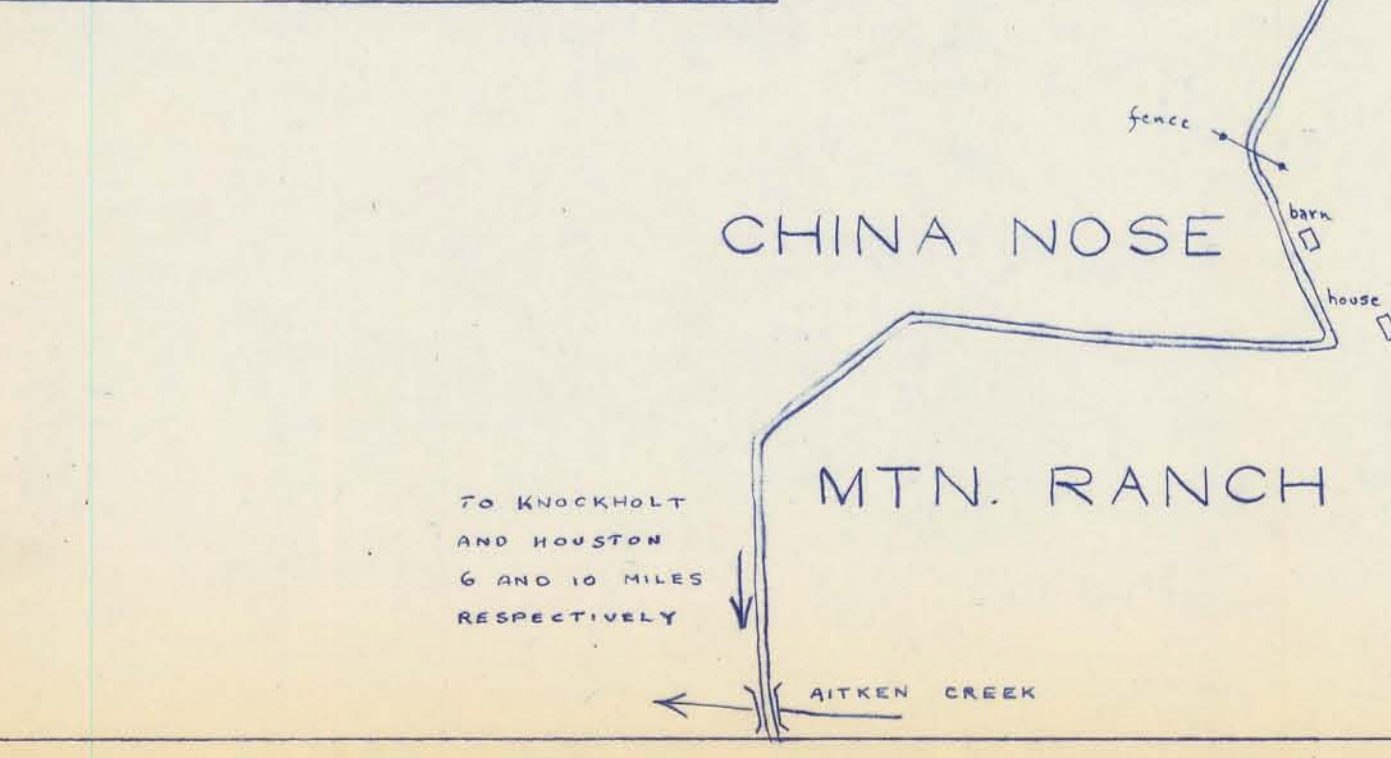 fence
barn
CHINA NOSE
house
MTN. RANCH
TO KNOCKHOLT
AND HOUSTON
6 AND 10 MILES
RESPECTIVELY
AITKEN CREEK